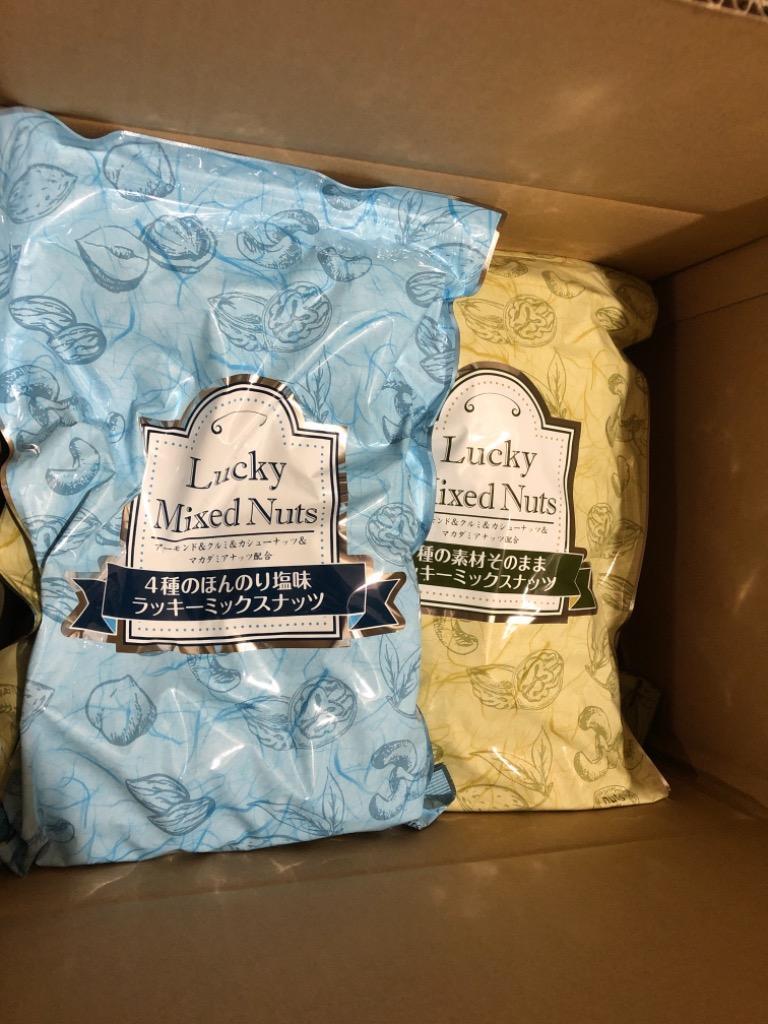 Lucky
Mixed Nuts
アーモンド&クルミ&カシューナッツ&
マカダミアナッツ配合
4種のほんのり塩味
ラッキーミックスナッツ
Lucky
ixed Nuts
ンド&クルミ&カシューナッツ&
マカダミアナッツ配合
種の素材そのまま
キーミックスナッツ